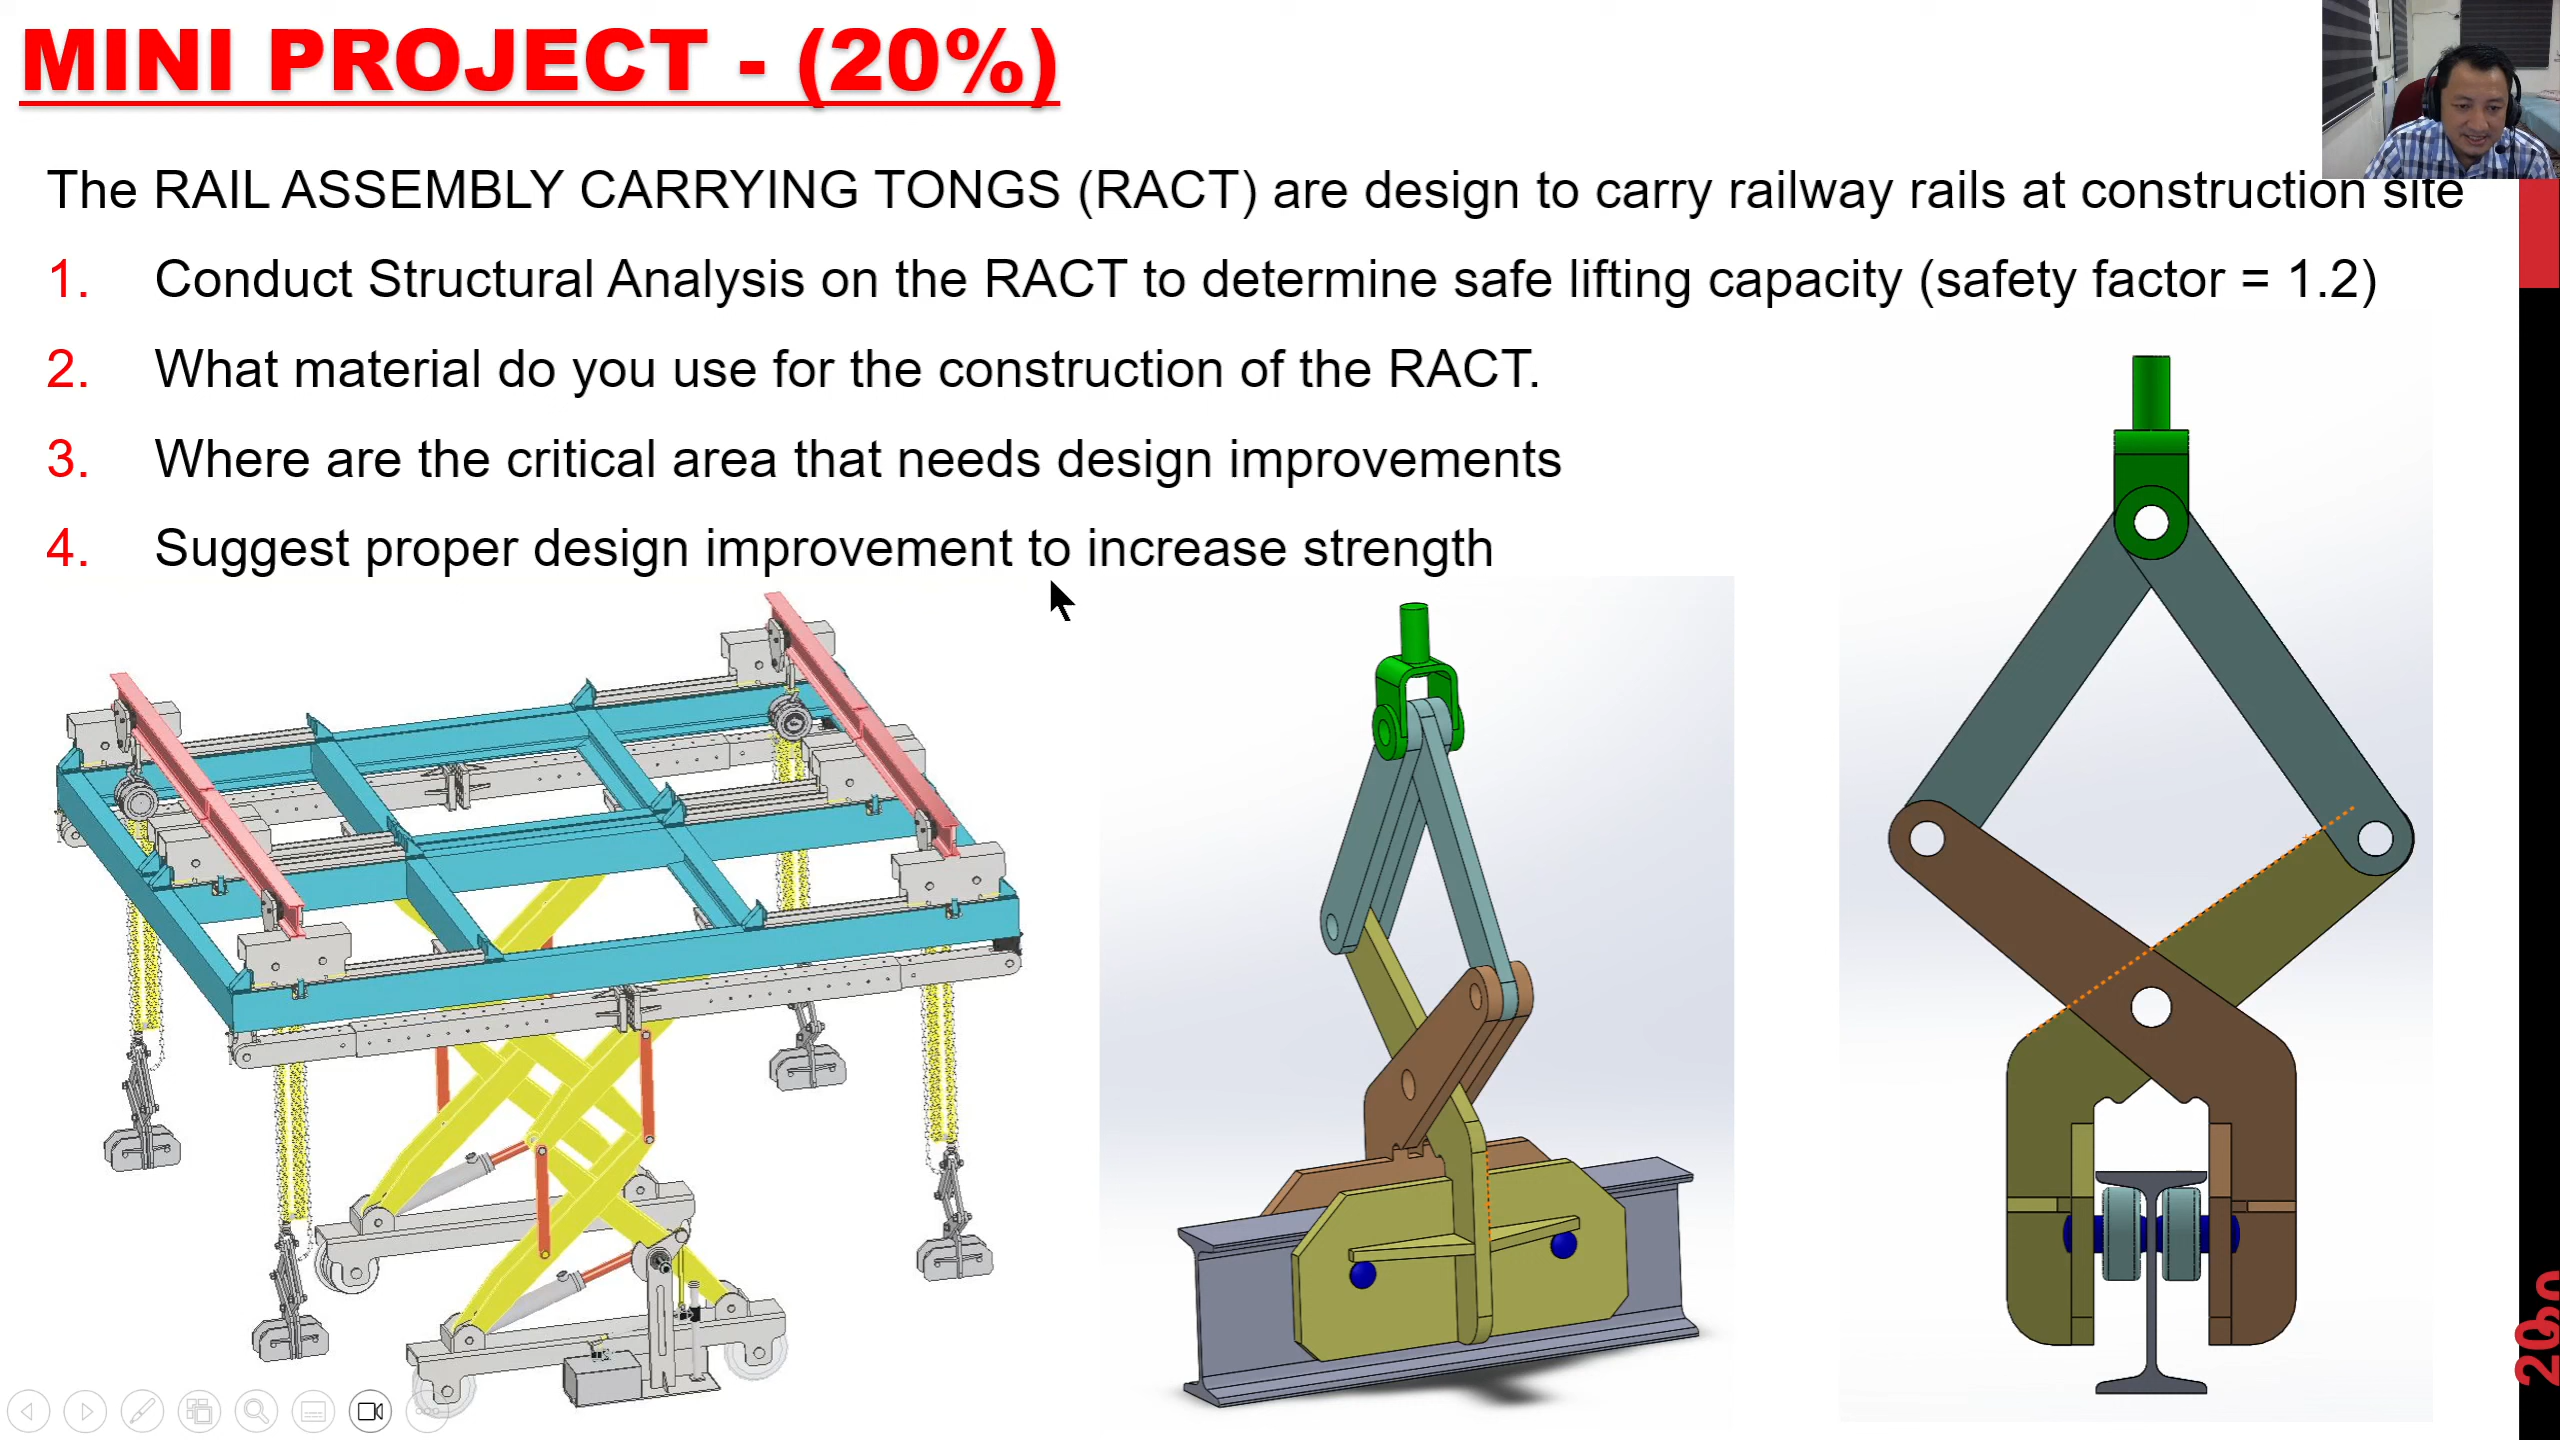 MINI PROJECT - (20%)
The RAIL ASSEMBLY CARRYING TONGS (RACT) are design to carry railway rails at construction site
1. Conduct Structural Analysis on the RACT to determine safe lifting capacity (safety factor = 1.2)
2. What material do you use for the construction of the RACT.
3. Where are the critical area that needs design improvements
4. Suggest proper design improvement to increase strength